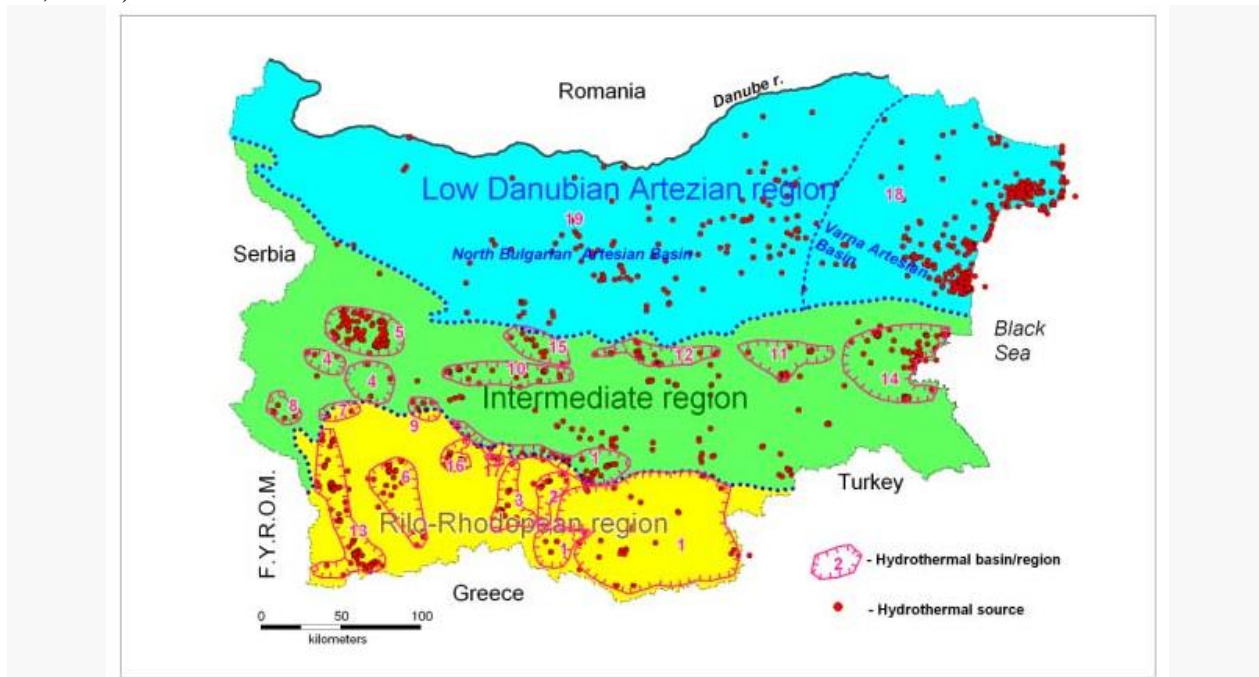 Romania
Danube r.
Low Danubian Artezian region
18
19
Serbia
North Bulgarian Artesian Basin
Varna Artesian
Basin
Black
Sea
5
15
12
11
4
10
4
14
Intermediate region
8
7
9
1
16
17
6
3
2
Turkey
F.Y.R.O.M.
13
Rilo-Rhodopean region
1
1
2
- Hydrothermal basin/region
Greece
0 50 100
kilometers
- Hydrothermal source